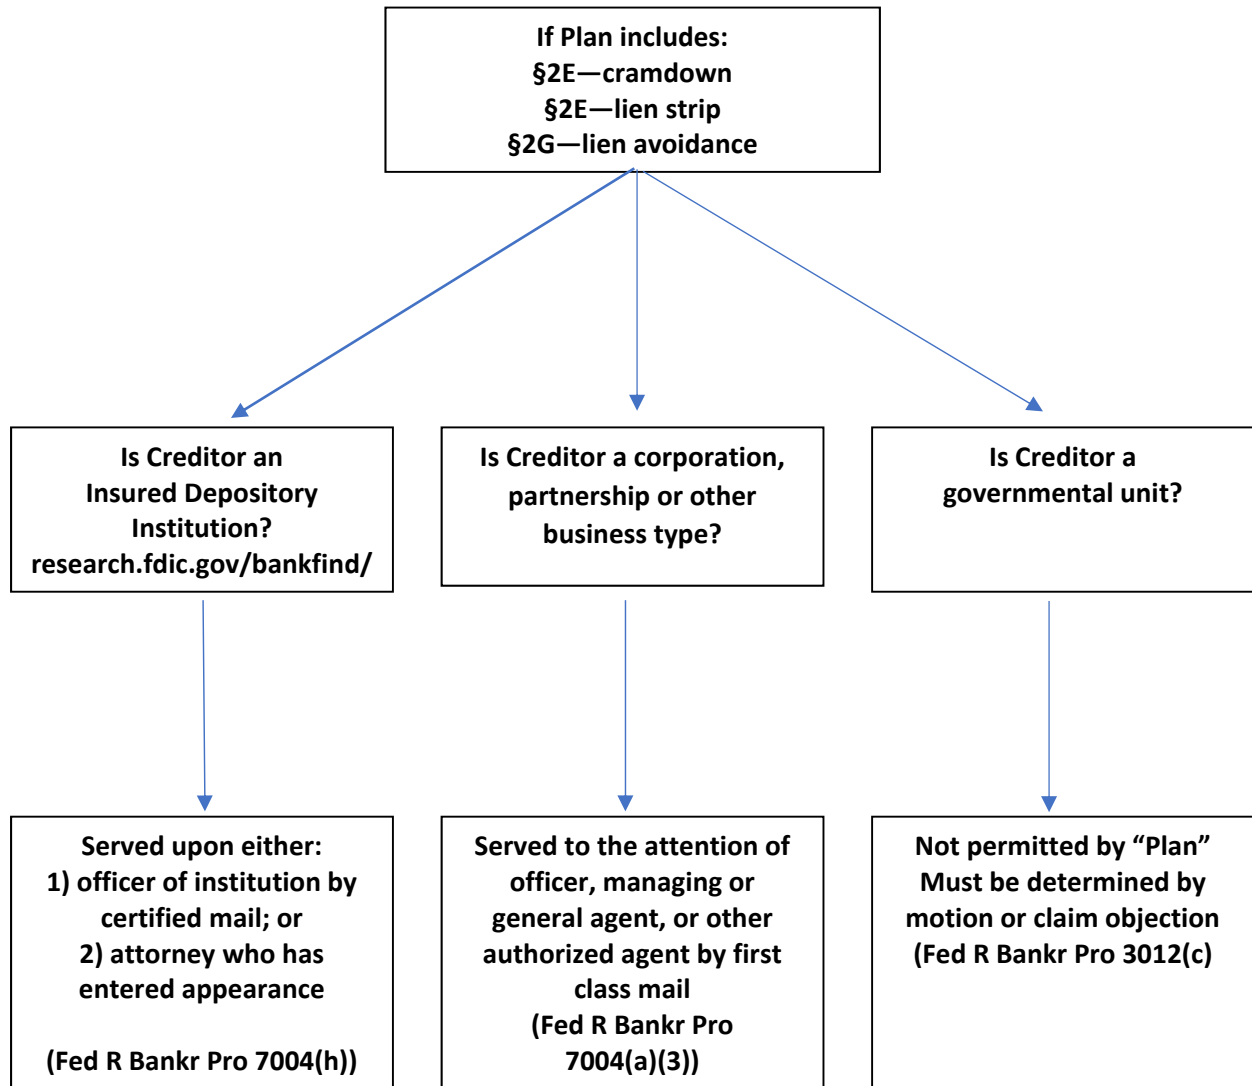 If Plan includes:
§2E—cramdown
§2E—lien strip
§2G—lien avoidance
Is Creditor an
Insured Depository
Institution?
research.fdic.gov/bankfind/
Is Creditor a corporation,
partnership or other
business type?
Is Creditor a
governmental unit?
Served upon either:
1) officer of institution by
certified mail; or
2) attorney who has
entered appearance
(Fed R Bankr Pro 7004(h))
Served to the attention of
officer, managing or
general agent, or other
authorized agent by first
class mail
(Fed R Bankr Pro
7004(a)(3))
Not permitted by “Plan”
Must be determined by
motion or claim objection
(Fed R Bankr Pro 3012(c)